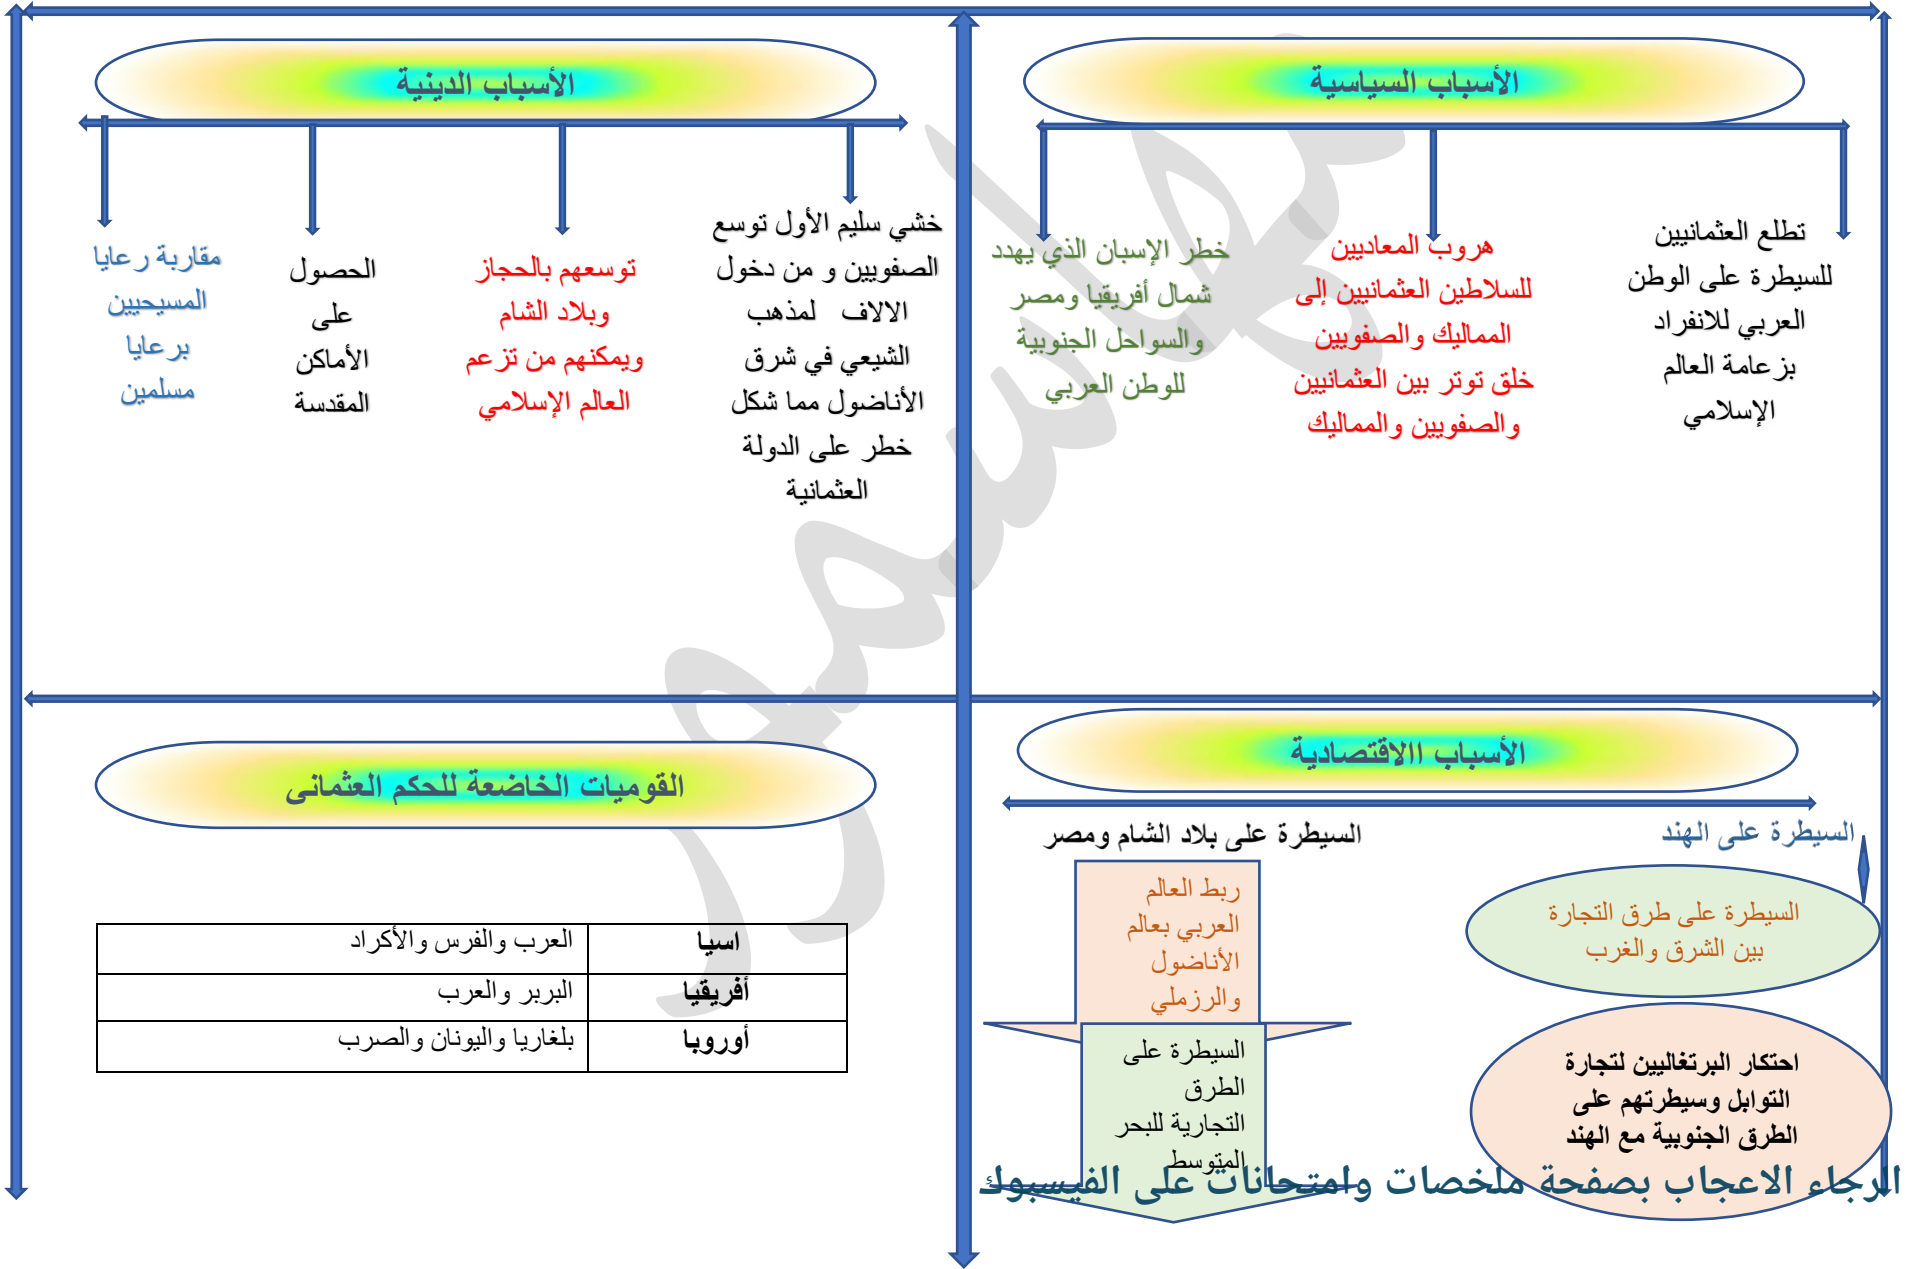 الأسباب السياسية
تطلع العثمانيين
للسيطرة على الوطن
العربي للانفراد
بزعامة العالم
الإسلامي
هروب المعاديين
للسلاطين العثمانيين إلى
المماليك والصفويين
خلق توتر بين العثمانيين
والصفويين والمماليك
خطر الإسبان الذي يهدد
شمال أفريقيا ومصر
والسواحل الجنوبية
للوطن العربي
الأسباب الدينية
خشي سليم الأول توسع
الصفويين و من دخول
الالاف لمذهب
الشيعي في شرق
الأناضول مما شكل
خطر على الدولة
العثمانية
توسعهم بالحجاز
وبلاد الشام
ويمكنهم من تزعم
العالم الإسلامي
الحصول
على
الأماكن
المقدسة
مقاربة رعايا
المسيحيين
برعايا
مسلمين
الأسباب االاقتصادية
السيطرة على الهند
السيطرة على طرق التجارة
بين الشرق والغرب
احتكار البرتغاليين لتجارة
التوابل وسيطرتهم على
الطرق الجنوبية مع الهند
السيطرة على بلاد الشام ومصر
ربط العالم
العربي بعالم
الأناضول
والرزملي
السيطرة على
الطرق
التجارية للبحر
المتوسط
القوميات الخاضعة للحكم العثمانى
اسيا العرب والفرس والأكراد
أفريقيا البربر والعرب
أوروبا بلغاريا واليونان والصرب
الرجاء الاعجاب بصفحة ملخصات وامتحانات على الفيسبوك